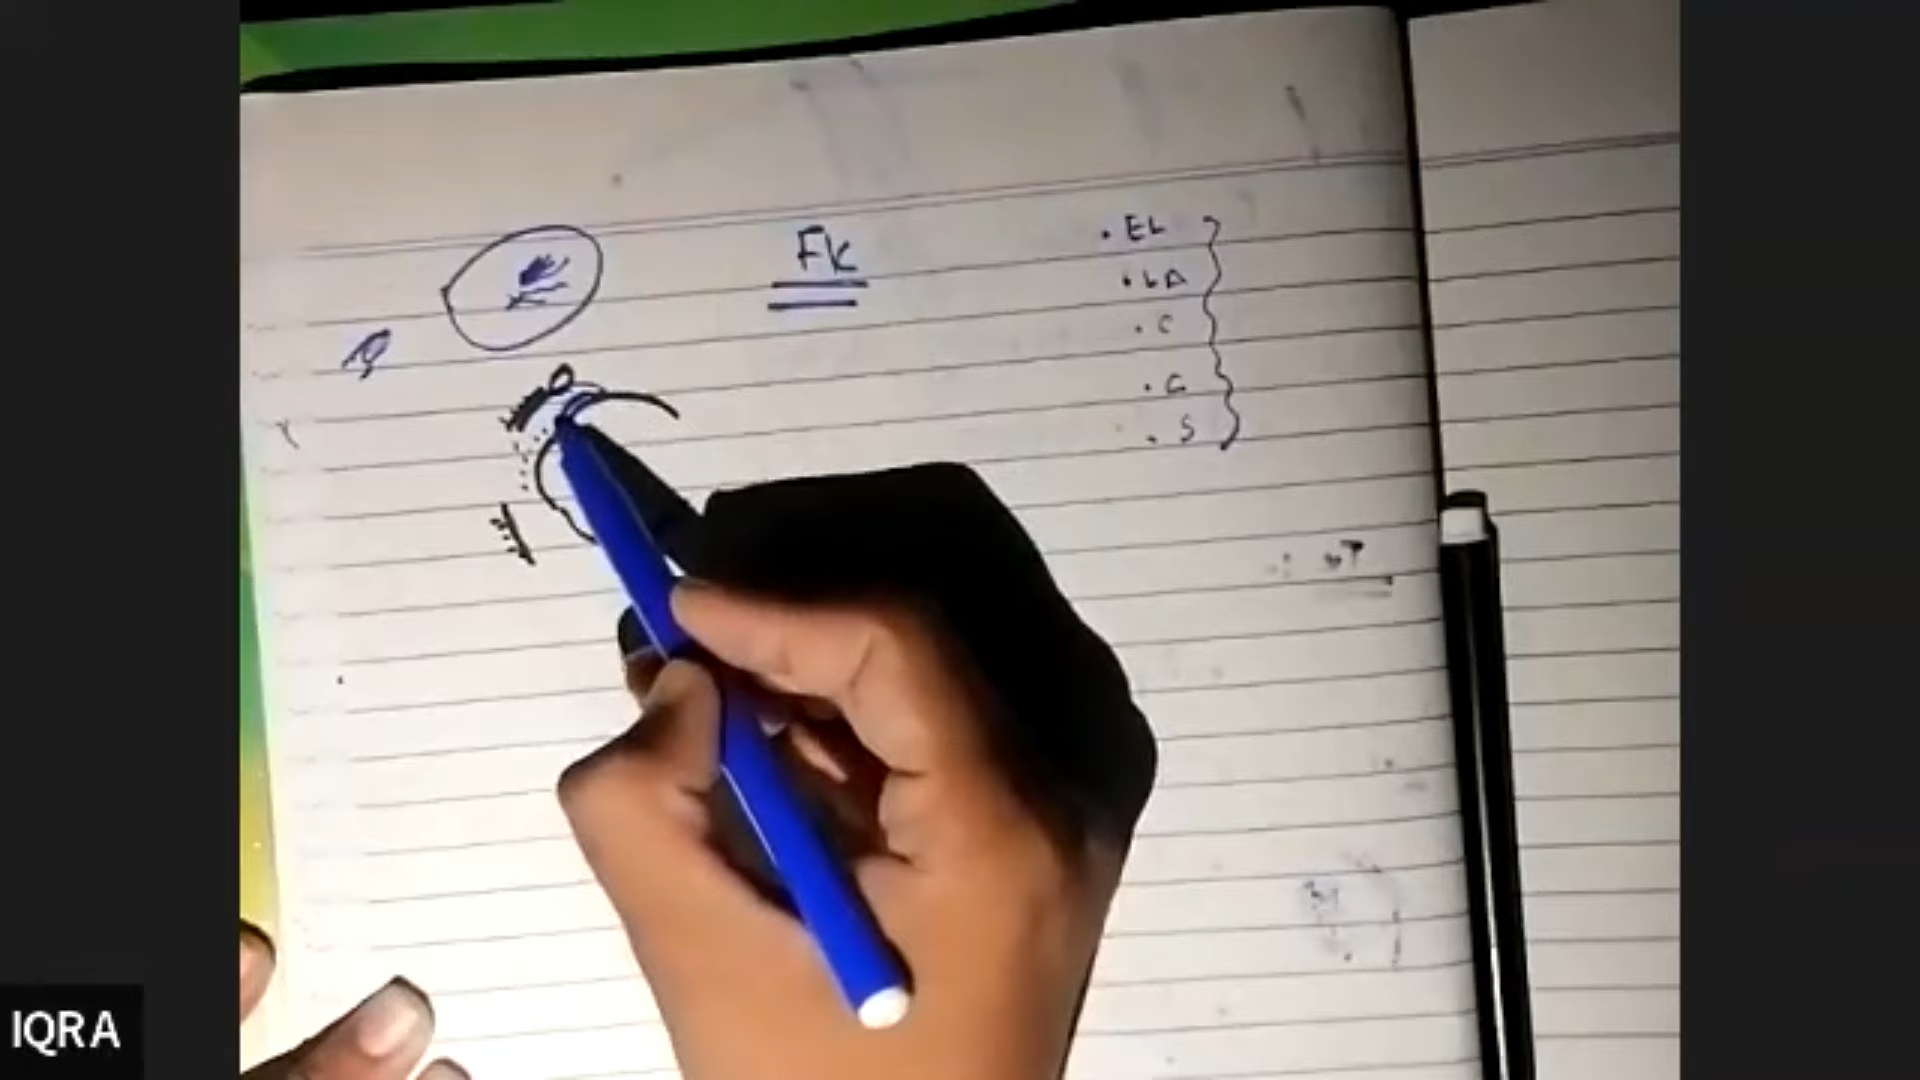 FK
. EL
. LA
. C
. G
. S
IQRA